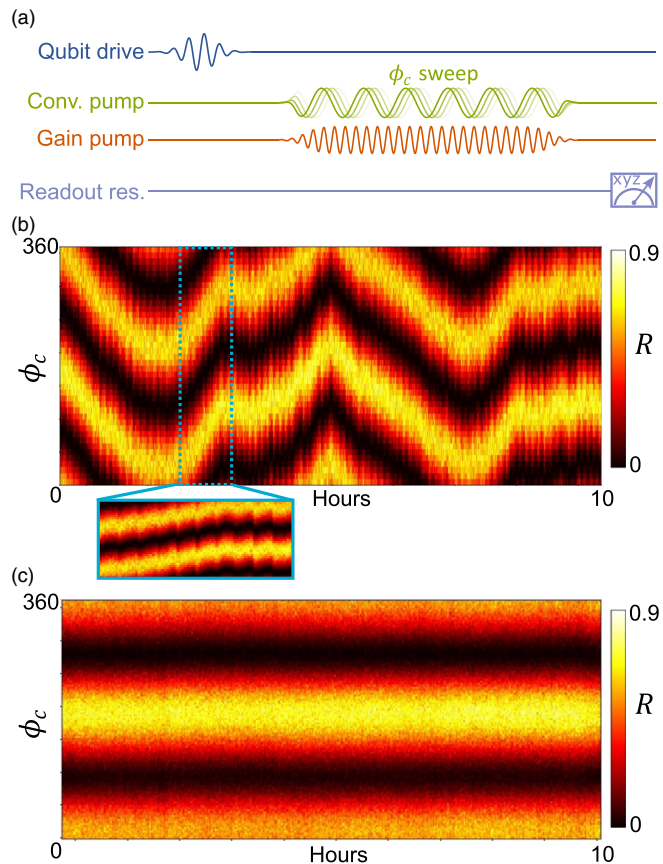 (a)
Qubit drive
ϕc sweep
Conv. pump
Gain pump
Readout res.
xyz
(b)
360
0.9
ϕc
R
0
0
Hours
10
(c)
360
0.9
ϕc
R
0
0
Hours
10